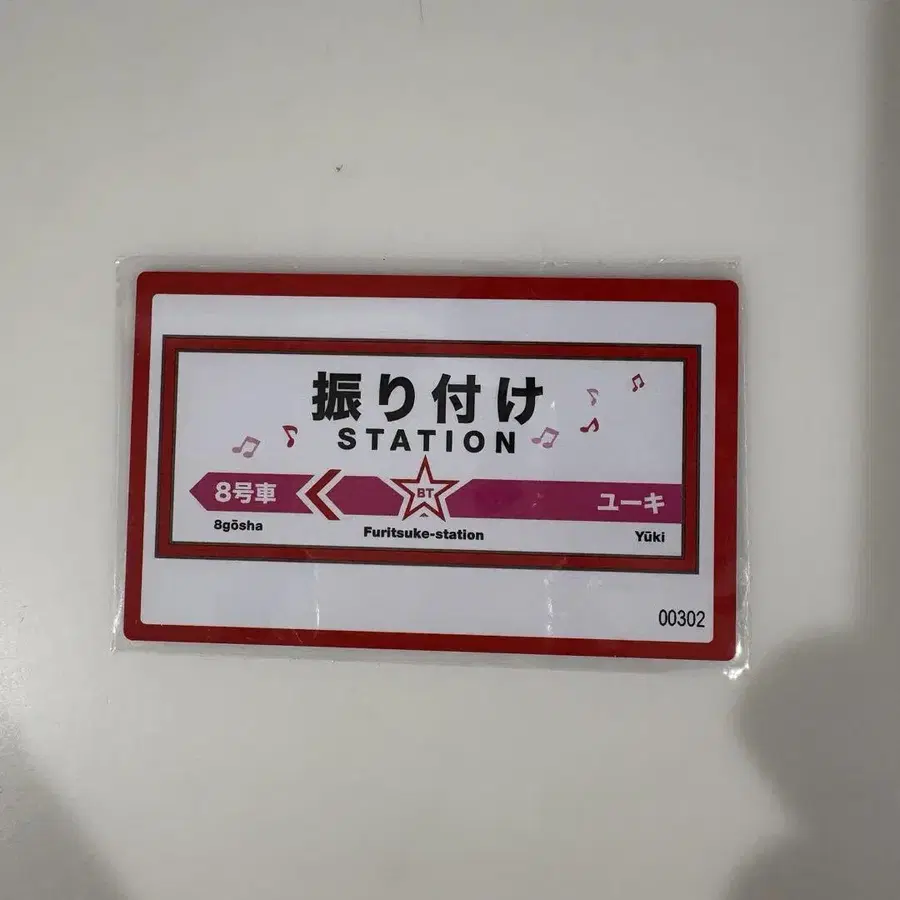 振り付け
STATION
8号車
BT
ユーキ
8gōsha
Furitsuke-station
Yūki
00302